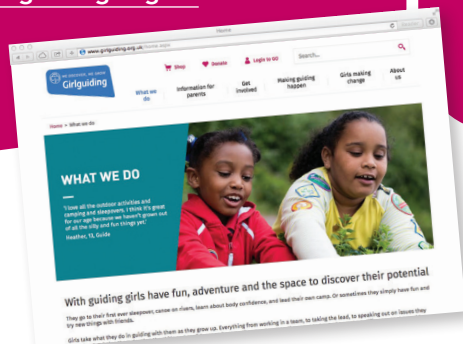 Home
www.girlguiding.org.uk/home.aspx
Shop
Donate
Login to GO
Search...
WE DISCOVER, WE GROW
Girlguiding
What we do
Information for parents
Get involved
Making guiding happen
Girls making change
About us
Home > What we do
WHAT WE DO
'I love all the outdoor activities and
camping and sleepovers. I think it's great
for our age because we haven't grown out
of all the silly and fun things yet.'
Heather, 13, Guide
With guiding girls have fun, adventure and the space to discover their potential
They go to their first ever sleepover, canoe on rivers, learn about body confidence, and lead their own camp. Or sometimes they simply have fun and
try new things with friends.
Girls take what they do in guiding with them as they grow up. Everything from working in a team, to taking the lead, to speaking out on issues they